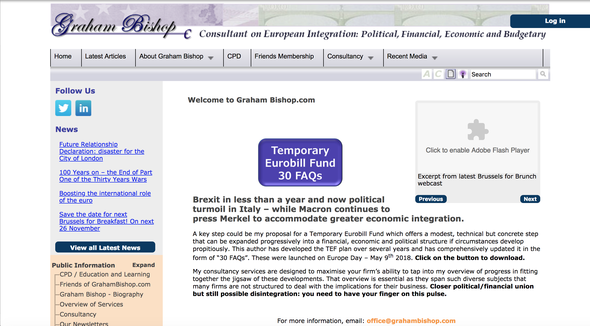 Graham Bishop
Consultant on European Integration: Political, Financial, Economic and Budgetary
Log in
Home
Latest Articles
About Graham Bishop
CPD
Friends Membership
Consultancy
Recent Media
A C
Search
Follow Us
News
Future Relationship
Declaration: disaster for the
City of London
100 Years on – the End of Part
One of the Thirty Years Wars
Boosting the international role
of the euro
Save the date for next
Brussels for Breakfast! On next
26 November
View all Latest News
Public Information Expand
CPD / Education and Learning
Friends of GrahamBishop.com
Graham Bishop - Biography
Overview of Services
Consultancy
Our Newsletters
Welcome to Graham Bishop.com
Temporary
Eurobill Fund
30 FAQs
Click to enable Adobe Flash Player
Excerpt from latest Brussels for Brunch
webcast
Previous
Next
Brexit in less than a year and now political
turmoil in Italy – while Macron continues to
press Merkel to accommodate greater economic integration.
A key step could be my proposal for a Temporary Eurobill Fund which offers a modest, technical but concrete step
that can be expanded progressively into a financial, economic and political structure if circumstances develop
propitiously. This author has developed the TEF plan over several years and has comprehensively updated it in the
form of "30 FAQs". These were launched on Europe Day – May 9th 2018. Click on the button to download.
My consultancy services are designed to maximise your firm's ability to tap into my overview of progress in fitting
together the jigsaw of these developments. That overview is essential as they span such diverse subjects that
many firms are not structured to deal with the implications for their business. Closer political/financial union
but still possible disintegration: you need to have your finger on this pulse.
For more information, email: office@grahambishop.com